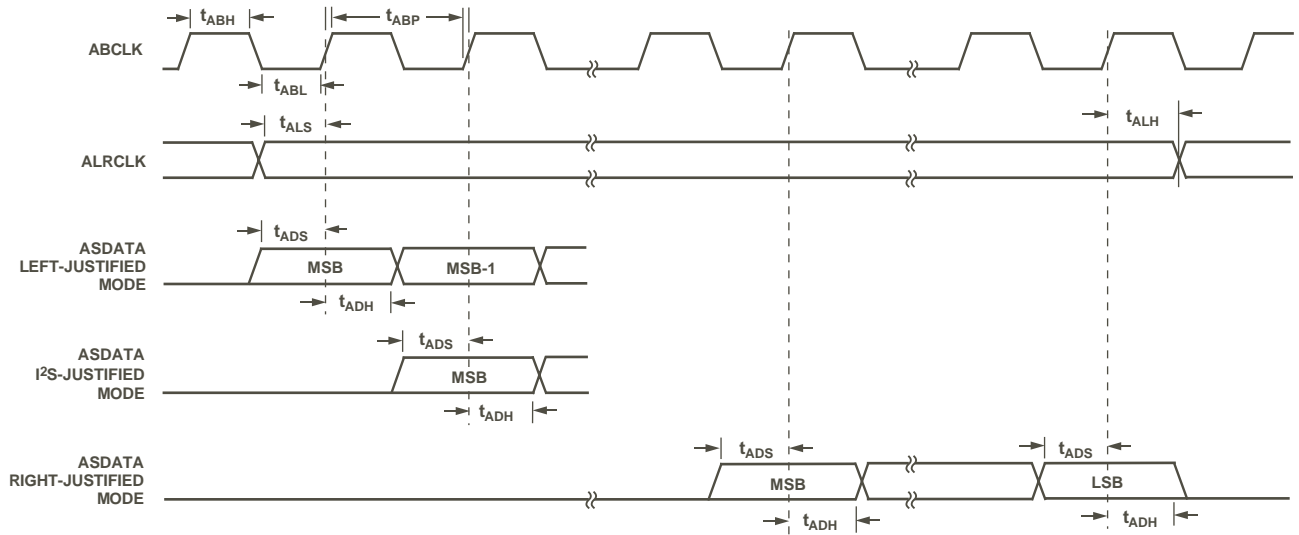 tABH
tABP
ABCLK
tABL
tALS
tALH
ALRCLK
tADS
ASDATA
LEFT-JUSTIFIED
MODE
MSB
MSB-1
tADH
ASDATA
I2S-JUSTIFIED
MODE
tADS
MSB
tADH
ASDATA
RIGHT-JUSTIFIED
MODE
tADS
tADS
MSB
LSB
tADH
tADH